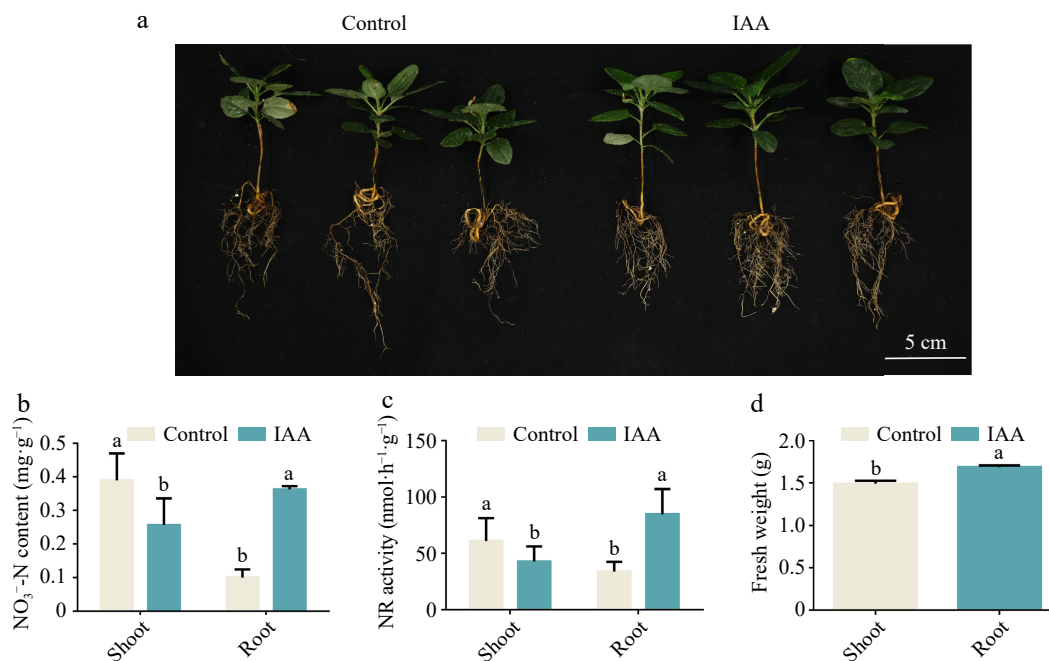 a
Control
IAA
5 cm
b
NO₃⁻-N content (mg·g⁻¹)
Control
IAA
0.5
0.4
0.3
0.2
0.1
0
a
b
b
a
Shoot
Root
c
NR activity (nmol·h⁻¹·g⁻¹)
Control
IAA
150
100
50
0
a
b
b
a
Shoot
Root
d
Fresh weight (g)
Control
IAA
2.0
1.5
1.0
0.5
0
b
a
Shoot
Root